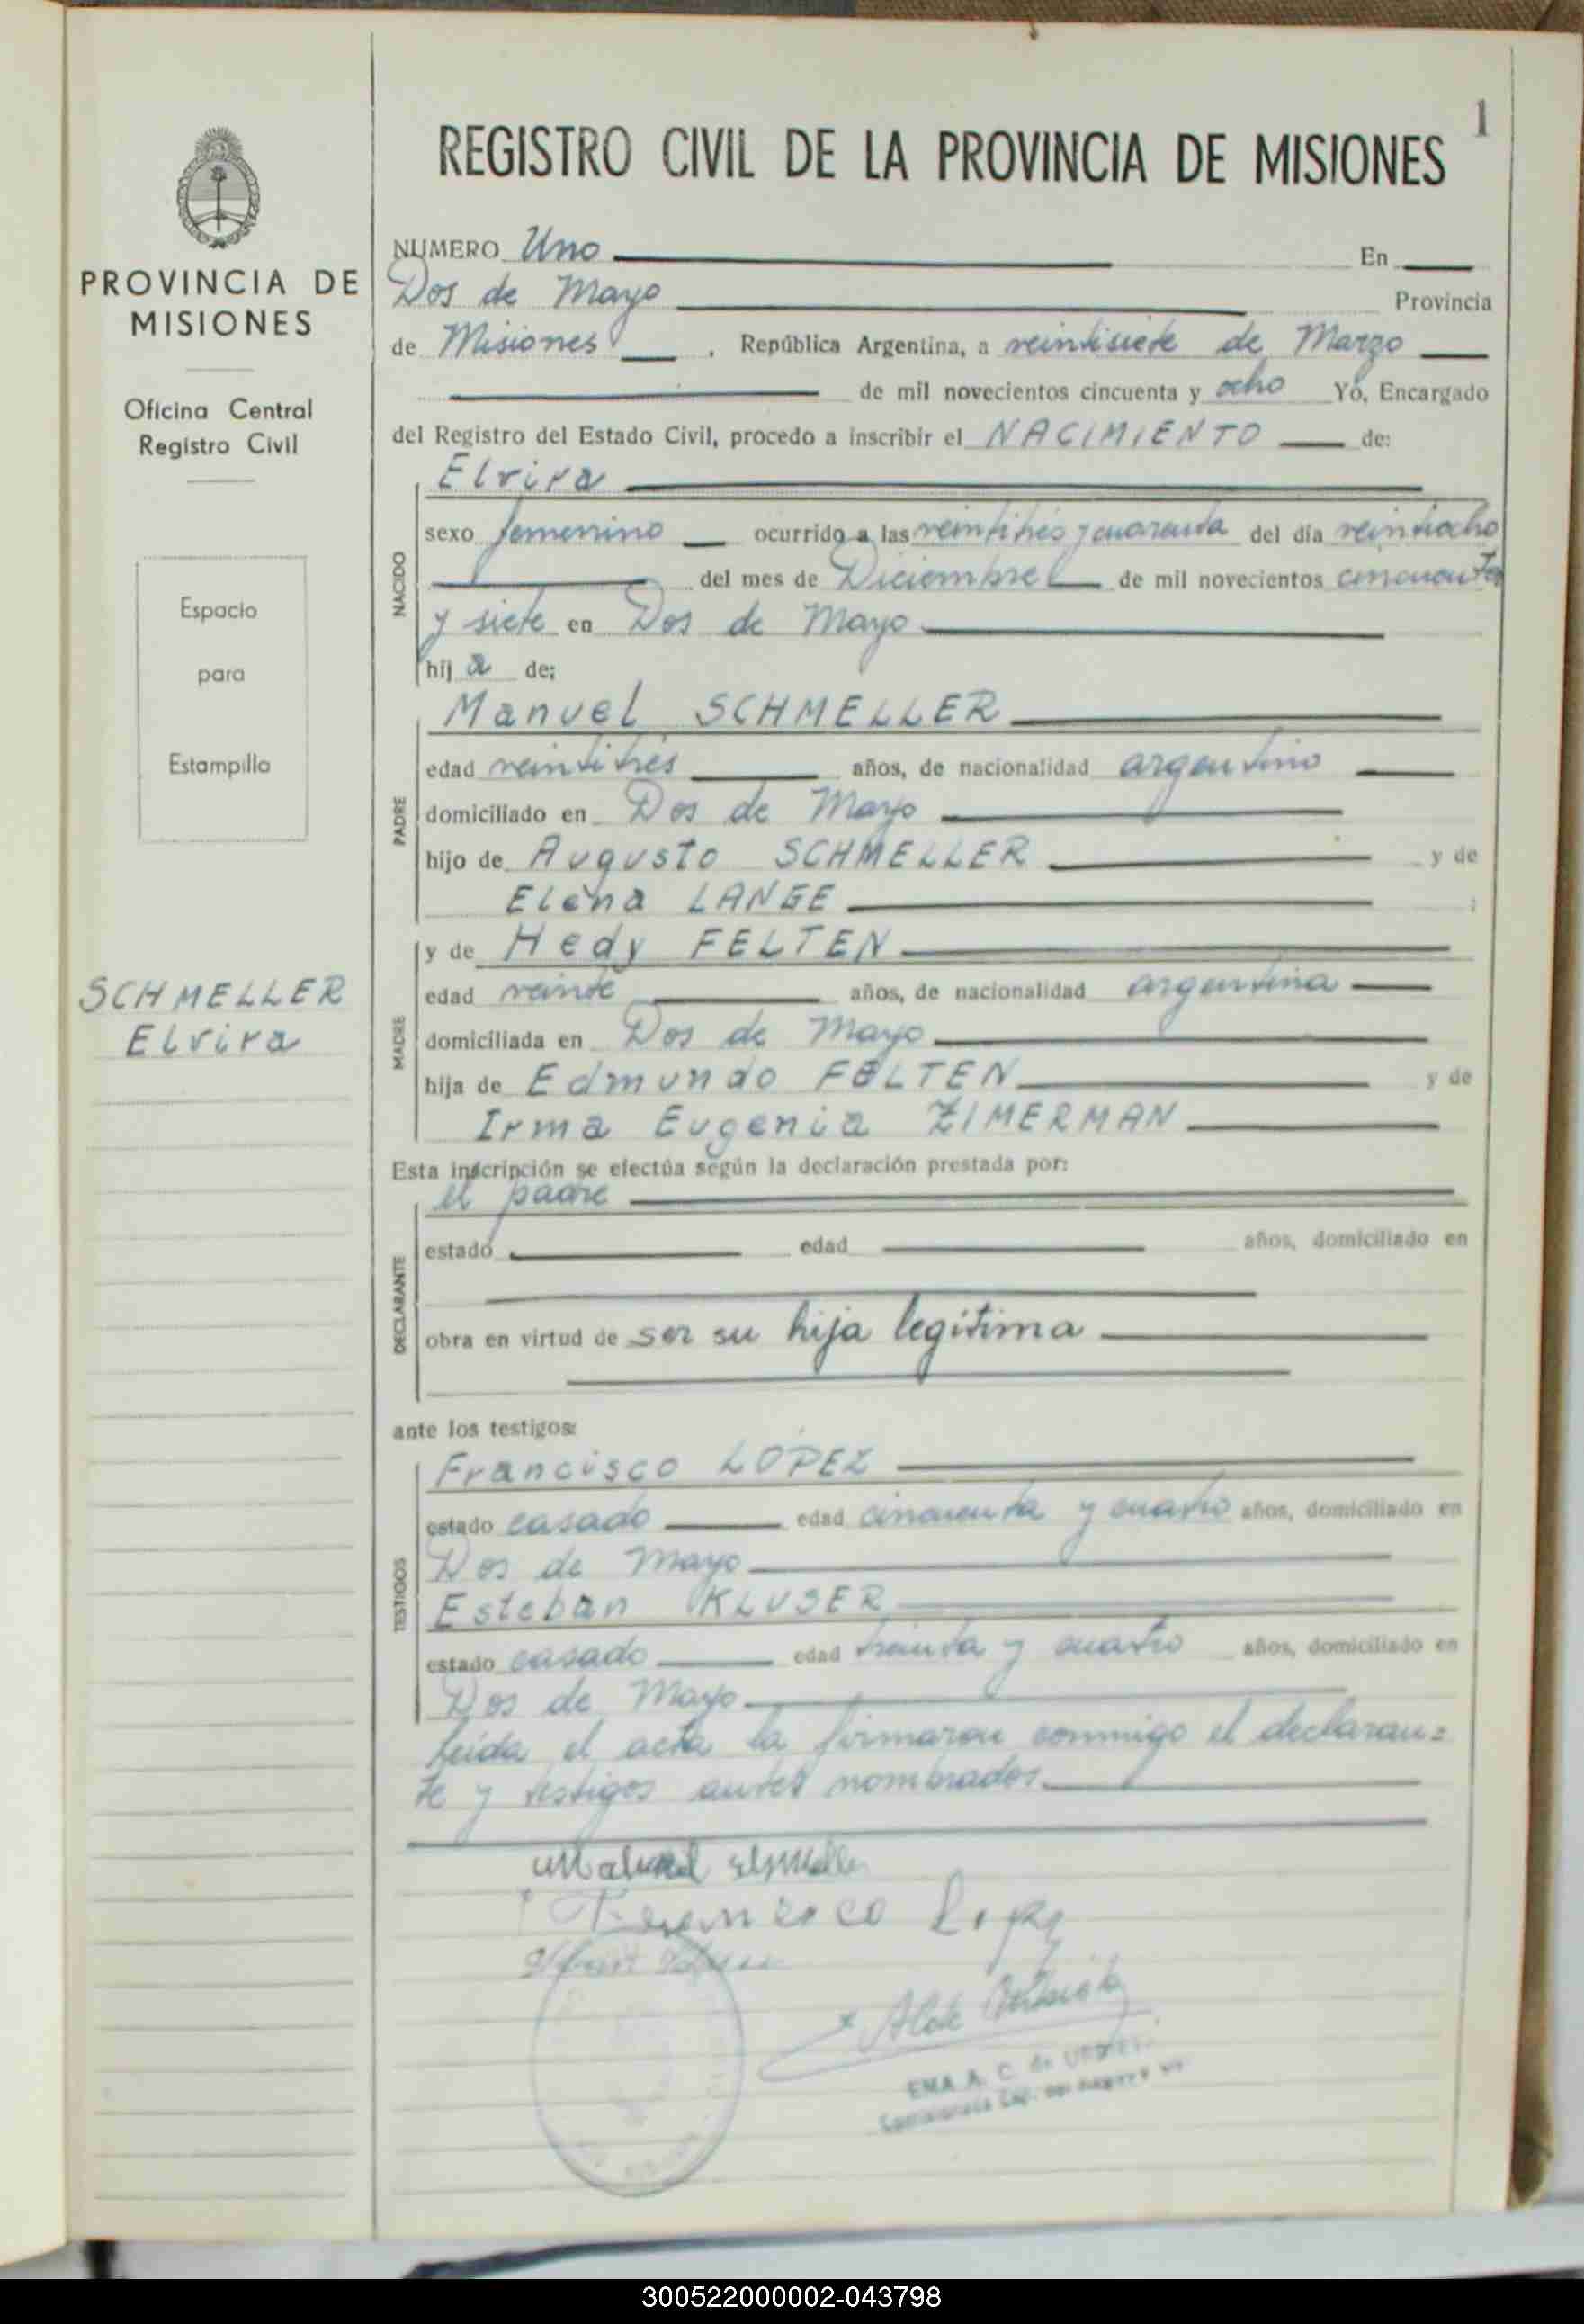 1
REGISTRO CIVIL DE LA PROVINCIA DE MISIONES
PROVINCIA DE
MISIONES
Oficina Central
Registro Civil
Espacio
para
Estampilla
SCHMELLER
Elvira
NUMERO Uno En
Dos de Mayo Provincia
de Misiones , República Argentina, a veintisiete de Marzo
de mil novecientos cincuenta y ocho Yo, Encargado
del Registro del Estado Civil, procedo a inscribir el NACIMIENTO de:
Elvira
NACIDO
sexo femenino ocurrido a las veintitrés y cuarenta del día veintiocho
del mes de Diciembre de mil novecientos cincuenta
y siete en Dos de Mayo
hij a de;
Manuel SCHMELLER
PADRE
edad veintitrés años, de nacionalidad argentino
domiciliado en Dos de Mayo
hijo de Augusto SCHMELLER y de
Elena LANGE ;
y de Hedy FELTEN
MADRE
edad veinte años, de nacionalidad argentina
domiciliada en Dos de Mayo
hija de Edmundo FELTEN y de
Irma Eugenia ZIMERMAN
Esta inscripción se efectúa según la declaración prestada por:
el padre
DECLARANTE
estado edad años, domiciliado en
obra en virtud de ser su hija legítima
ante los testigos:
Francisco LOPEZ
TESTIGOS
estado casado edad cincuenta y cuatro años, domiciliado en
Dos de Mayo
Esteban KLUSER
estado casado edad treinta y cuatro años, domiciliado en
Dos de Mayo
Leida el acta la firmaron conmigo el declaran=
te y testigos antes nombrados.
EMA A. C. de
300522000002-043798